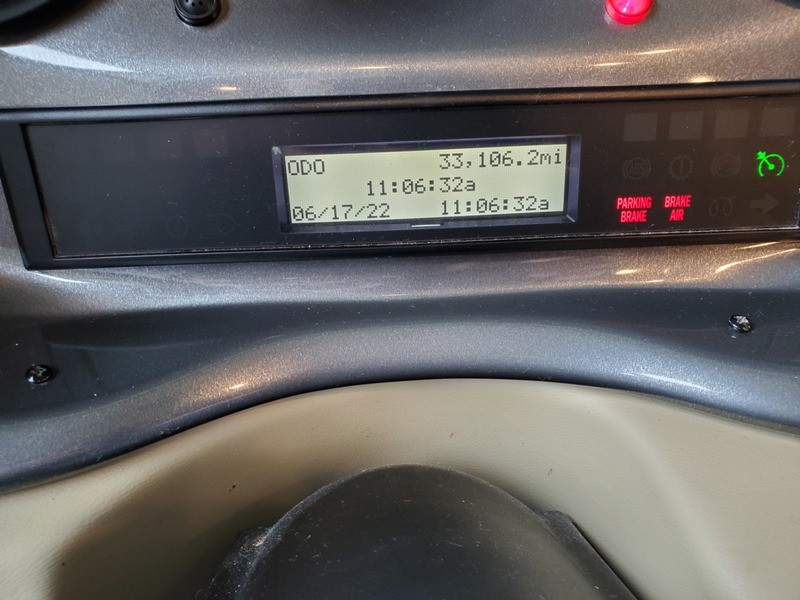 ODO 33,106.2mi
11:06:32a
06/17/22 11:06:32a
PARKING BRAKE
BRAKE AIR